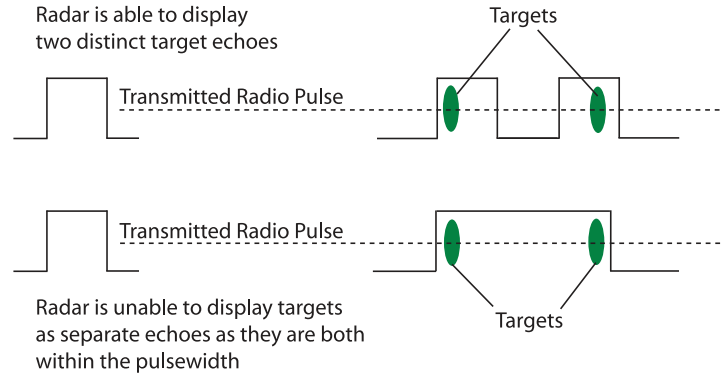 Radar is able to display
two distinct target echoes
Targets
Transmitted Radio Pulse
Transmitted Radio Pulse
Radar is unable to display targets
as separate echoes as they are both
within the pulsewidth
Targets